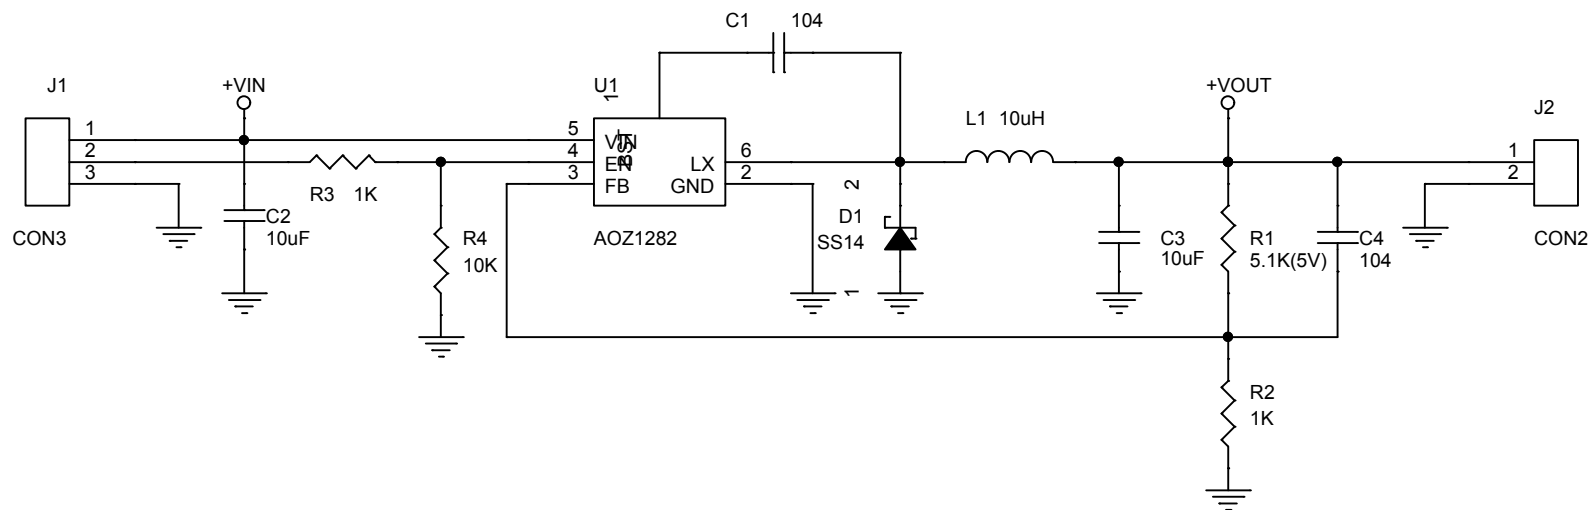 C1 104
J1
+VIN
U1
1
+VOUT
J2
L1 10uH
1
2
3
5
4
3
VIN
EN
FB
BST
LX
GND
6
2
1
2
R3 1K
C2
10uF
R4
10K
CON3
AOZ1282
2
D1
SS14
1
C3
10uF
R1
5.1K(5V)
C4
104
CON2
R2
1K